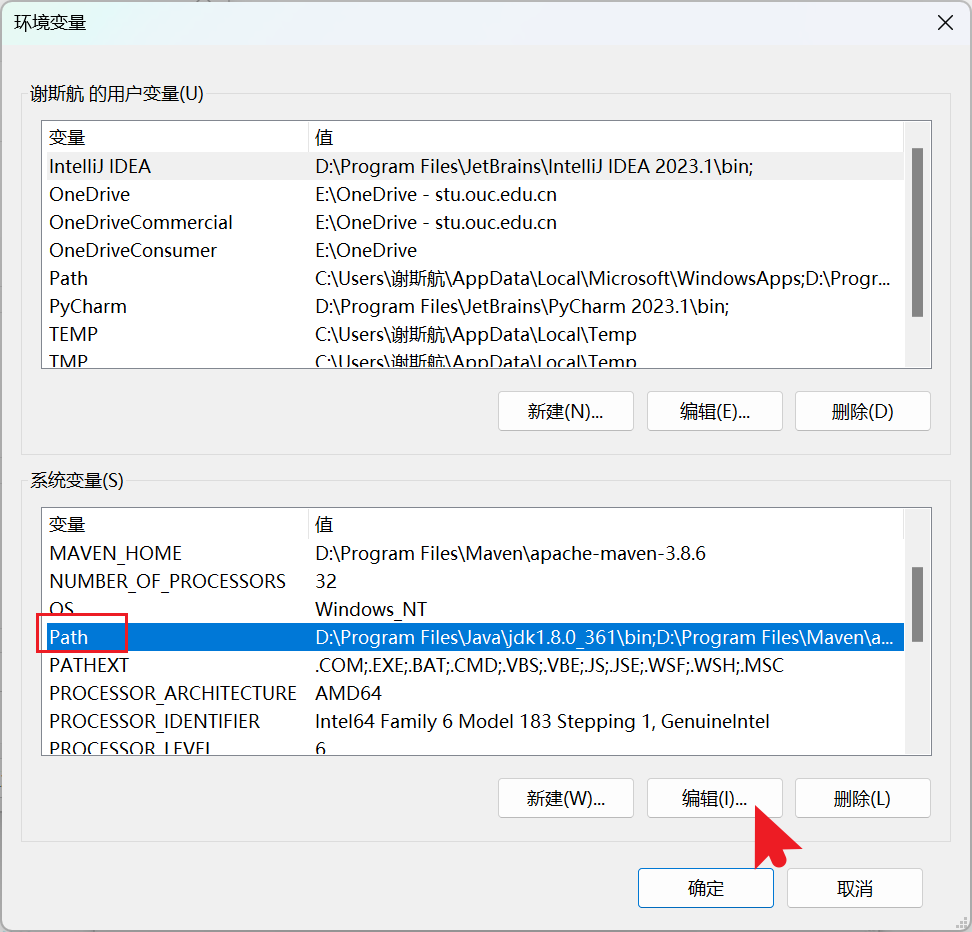 环境变量
谢斯航 的用户变量(U)
变量 值
IntelliJ IDEA D:\Program Files\JetBrains\IntelliJ IDEA 2023.1\bin;
OneDrive E:\OneDrive - stu.ouc.edu.cn
OneDriveCommercial E:\OneDrive - stu.ouc.edu.cn
OneDriveConsumer E:\OneDrive
Path C:\Users\谢斯航\AppData\Local\Microsoft\WindowsApps;D:\Progr...
PyCharm D:\Program Files\JetBrains\PyCharm 2023.1\bin;
TEMP C:\Users\谢斯航\AppData\Local\Temp
TMP C:\Users\谢斯航\AppData\Local\Temp
新建(N)... 编辑(E)... 删除(D)
系统变量(S)
变量 值
MAVEN_HOME D:\Program Files\Maven\apache-maven-3.8.6
NUMBER_OF_PROCESSORS 32
OS Windows_NT
Path D:\Program Files\Java\jdk1.8.0_361\bin;D:\Program Files\Maven\a...
PATHEXT .COM;.EXE;.BAT;.CMD;.VBS;.VBE;.JS;.JSE;.WSF;.WSH;.MSC
PROCESSOR_ARCHITECTURE AMD64
PROCESSOR_IDENTIFIER Intel64 Family 6 Model 183 Stepping 1, GenuineIntel
PROCESSOR_LEVEL 6
新建(W)... 编辑(I)... 删除(L)
确定 取消